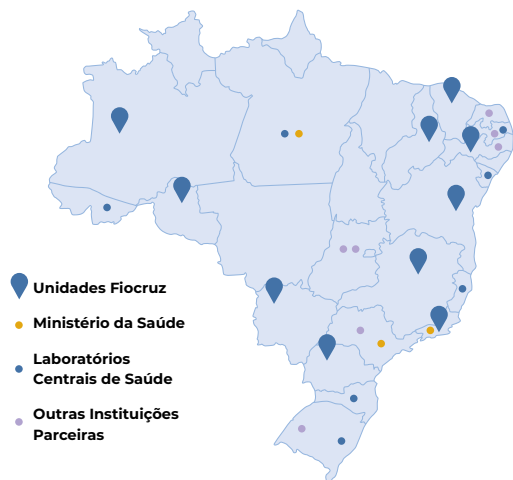 Unidades Fiocruz
Ministério da Saúde
Laboratórios
Centrais de Saúde
Outras Instituições
Parceiras